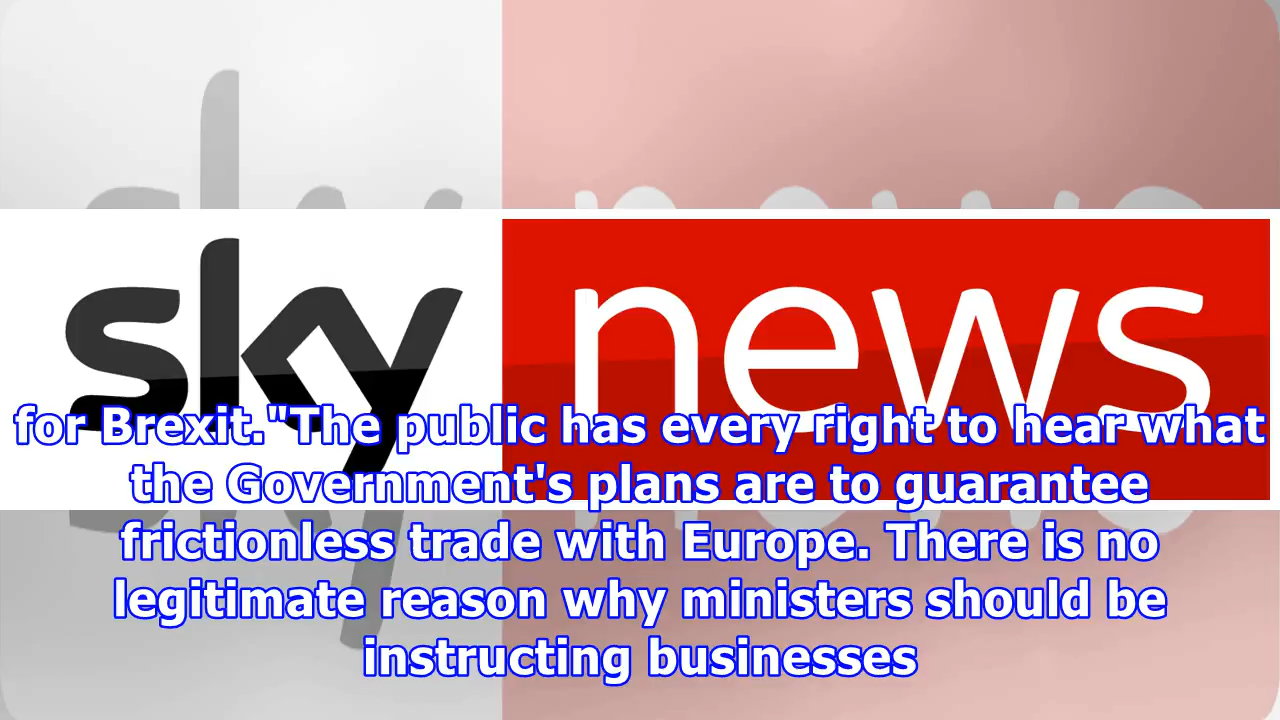 sky news
for Brexit."The public has every right to hear what
the Government's plans are to guarantee
frictionless trade with Europe. There is no
legitimate reason why ministers should be
instructing businesses